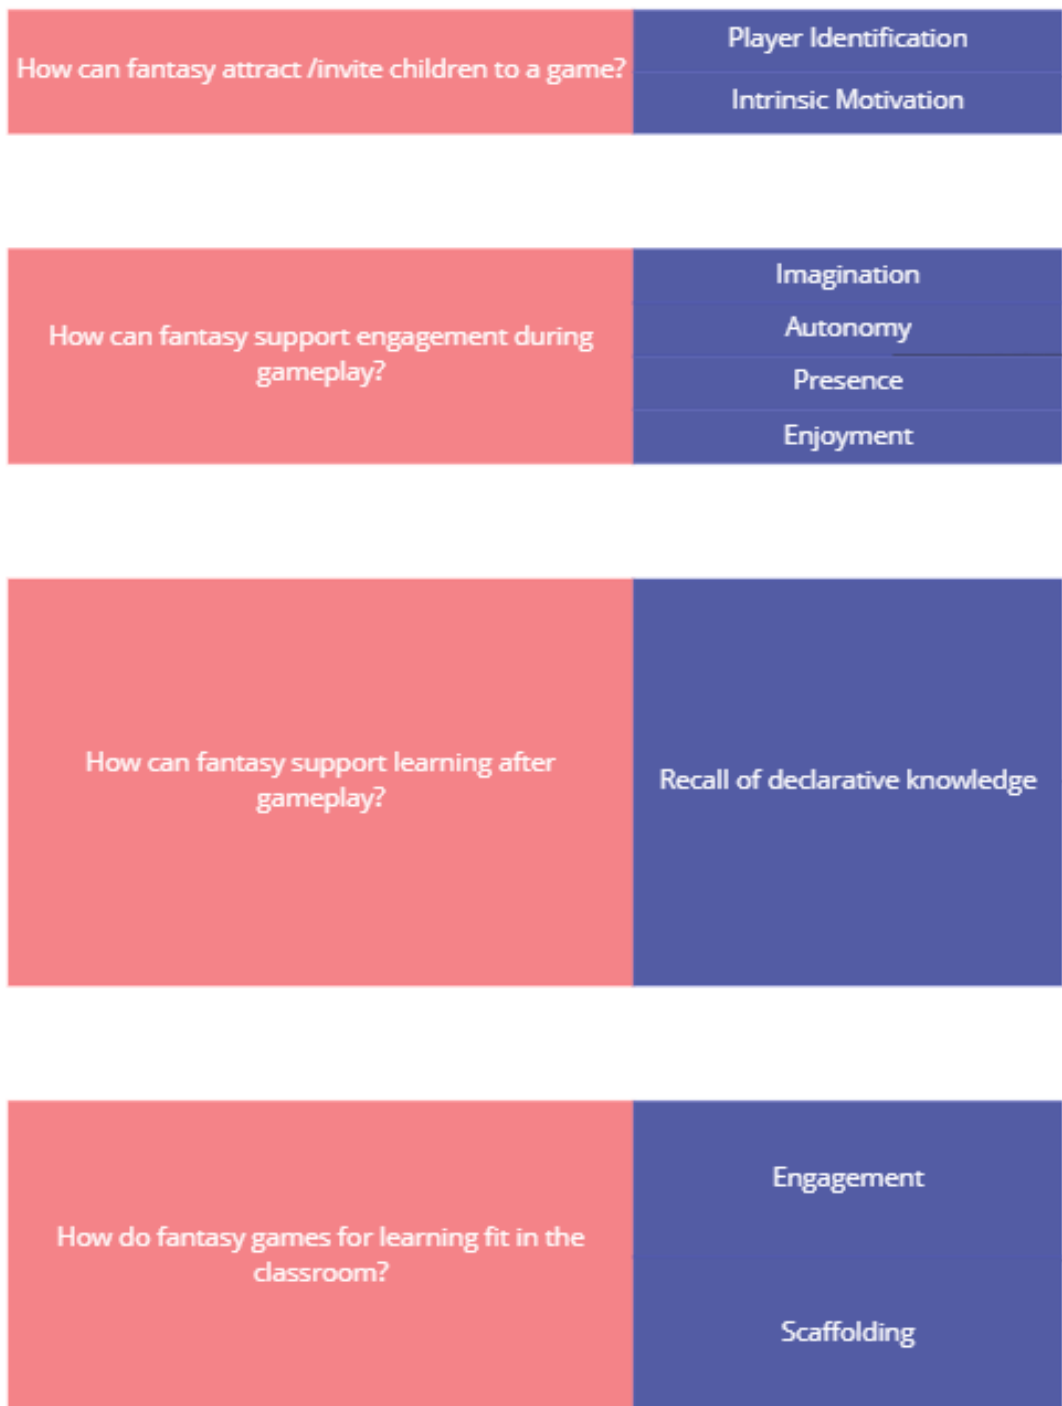 How can fantasy attract /invite children to a game?
Player Identification
Intrinsic Motivation
How can fantasy support engagement during
gameplay?
Imagination
Autonomy
Presence
Enjoyment
How can fantasy support learning after
gameplay?
Recall of declarative knowledge
How do fantasy games for learning fit in the
classroom?
Engagement
Scaffolding